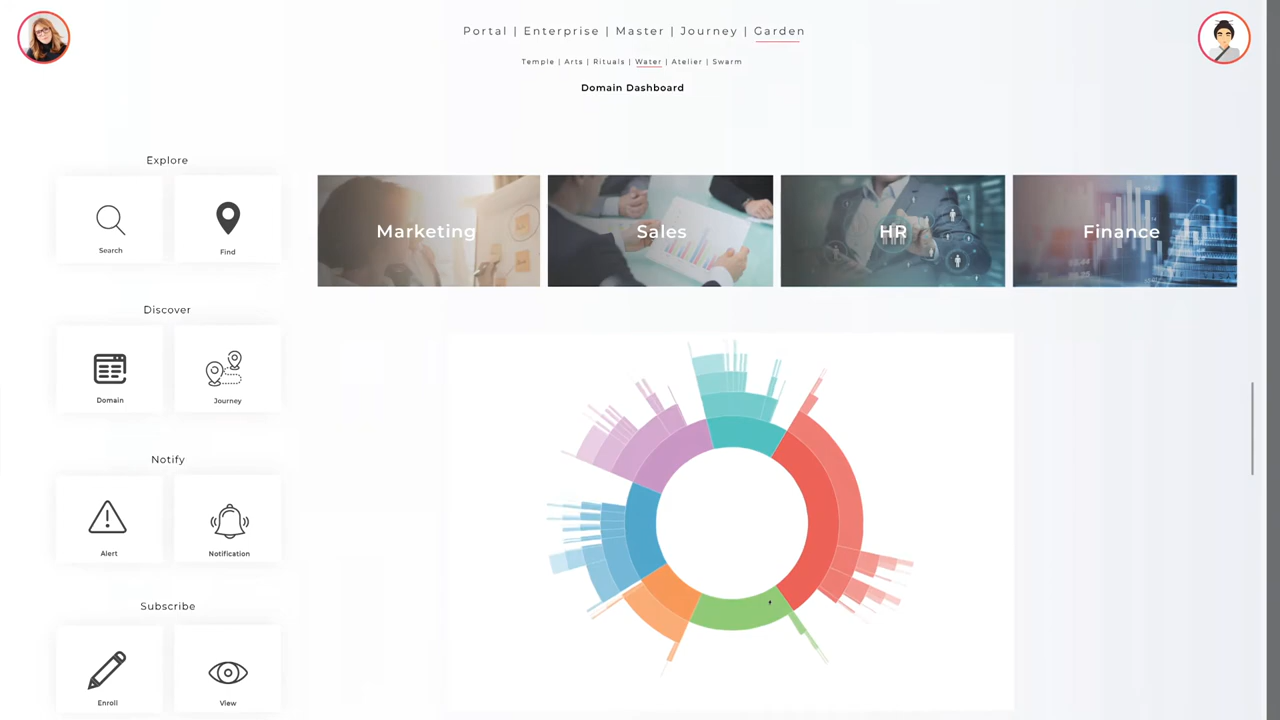 Portal | Enterprise | Master | Journey | Garden
Temple | Arts | Rituals | Water | Atelier | Swarm
Domain Dashboard
Explore
Search
Find
Discover
Domain
Journey
Notify
Alert
Notification
Subscribe
Enroll
View
Marketing
Sales
HR
Finance